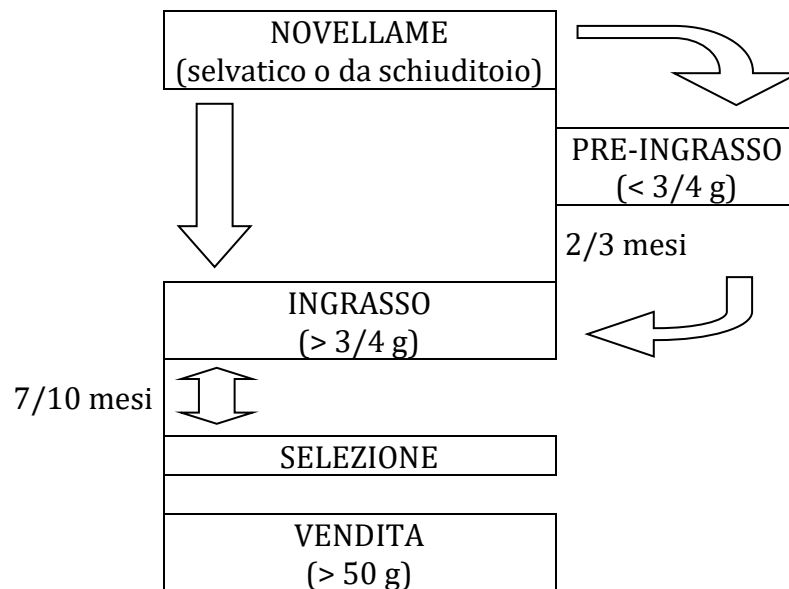 NOVELLAME
(selvatico o da schiuditoio)
PRE-INGRASSO
(< 3/4 g)
2/3 mesi
INGRASSO
(> 3/4 g)
7/10 mesi
SELEZIONE
VENDITA
(> 50 g)